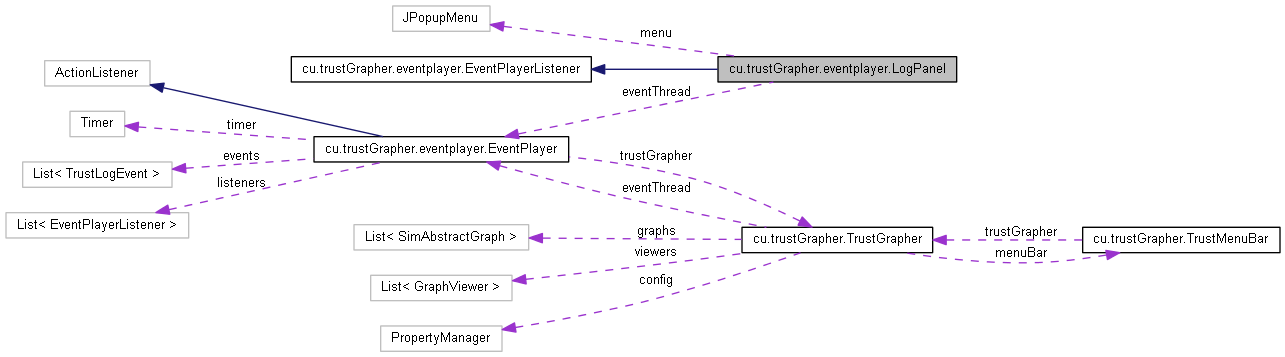 JPopupMenu
menu
ActionListener
cu.trustGrapher.eventplayer.EventPlayerListener
cu.trustGrapher.eventplayer.LogPanel
eventThread
Timer
timer
cu.trustGrapher.eventplayer.EventPlayer
events
trustGrapher
List< TrustLogEvent >
listeners
eventThread
List< EventPlayerListener >
List< SimAbstractGraph >
graphs
cu.trustGrapher.TrustGrapher
trustGrapher
cu.trustGrapher.TrustMenuBar
viewers
menuBar
List< GraphViewer >
config
PropertyManager